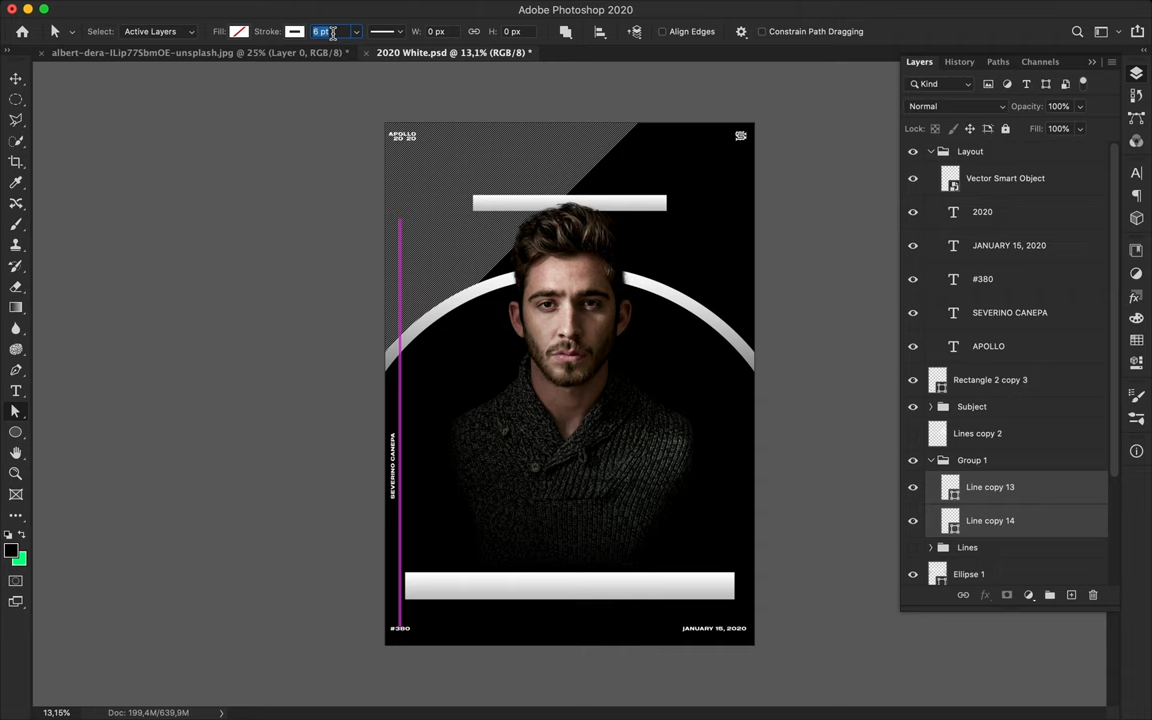 Adobe Photoshop 2020
Select: Active Layers Fill: Stroke: 6 pt W: 0 px H: 0 px Align Edges Constrain Path Dragging
albert-dera-ILip77SbmOE-unsplash.jpg @ 25% (Layer 0, RGB/8) * 2020 White.psd @ 13,1% (RGB/8) *
Layers History Paths Channels
Kind
Normal Opacity: 100%
Lock: Fill: 100%
Layout
Vector Smart Object
2020
JANUARY 15, 2020
#380
SEVERINO CANEPA
APOLLO
Rectangle 2 copy 3
Subject
Lines copy 2
Group 1
Line copy 13
Line copy 14
Lines
Ellipse 1
APOLLO
20 20
SEVERINO CANEPA
#380 JANUARY 15, 2020
13,15% Doc: 199,4M/639,9M